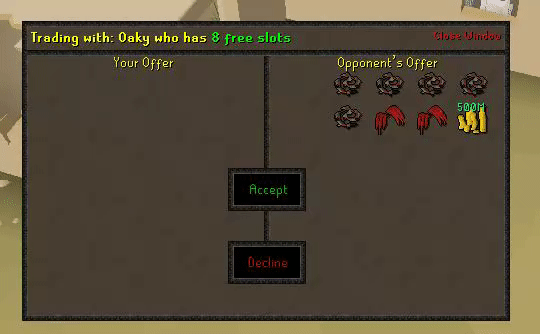 Trading with: Oaky who has 8 free slots
Close Window
Your Offer
Opponent's Offer
500M
Accept
Decline